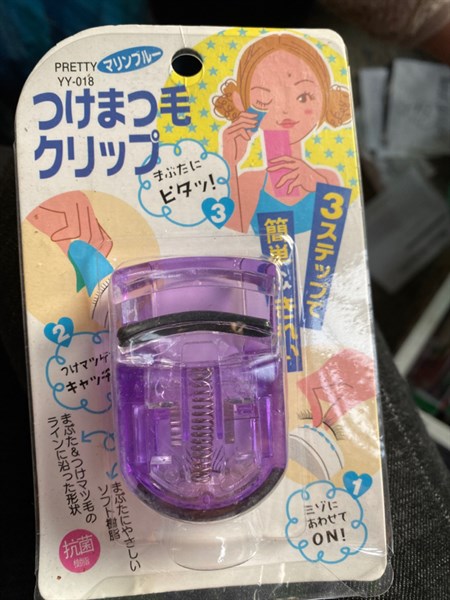 PRETTY マリンブルー
YY-018
つけまつ毛
クリップ
まぶたに
ピタッ!
3
3ステップで
簡単
2
つけマツゲ
キャッチ
まぶた&つけマツ毛の
ラインに沿った形状
まぶたにやさしい
ソフト樹脂
抗菌
樹脂
1
ミゾに
あわせて
ON!